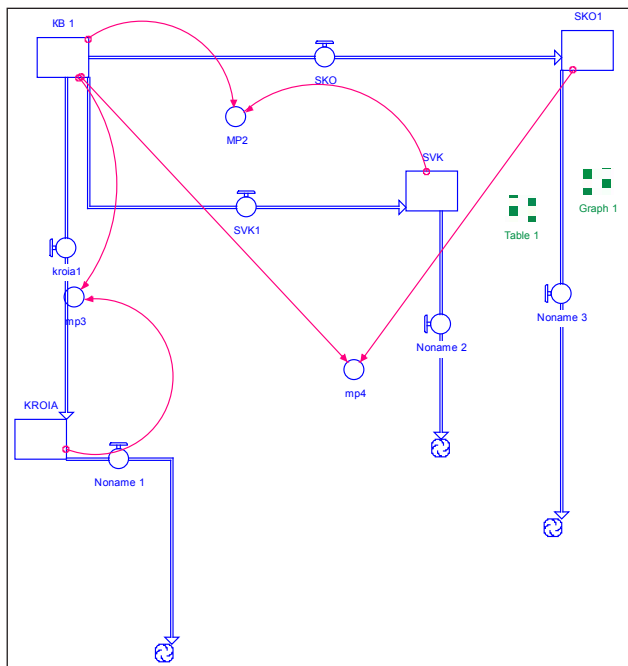 KB 1
SKO1
SKO
MP2
SVK
SVK1
Table 1
Graph 1
kroia1
mp3
Noname 2
Noname 3
mp4
KROIA
Noname 1